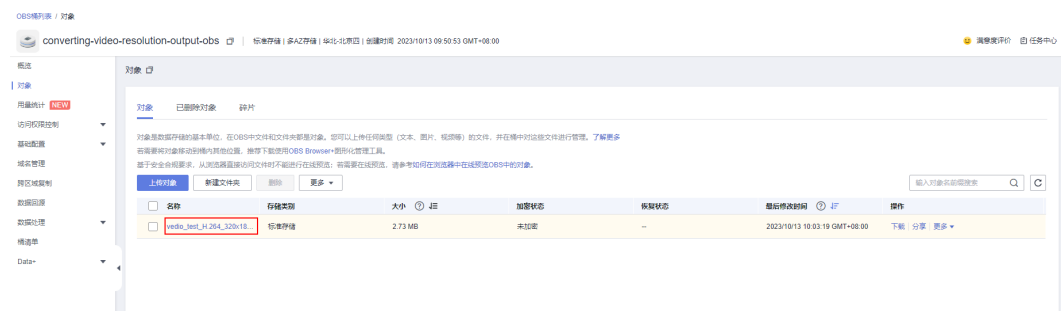 OBS桶列表 / 对象
converting-video-resolution-output-obs | 标准存储 | 多AZ存储 | 华北-北京四 | 创建时间 2023/10/13 09:50:53 GMT+08:00 满意度评价 任务中心
概览
对象
用量统计 NEW
访问权限控制
基础配置
域名管理
跨区域复制
数据回源
数据处理
桶清单
Data+
对象
对象 已删除对象 碎片
对象是数据存储的基本单位，在OBS中文件和文件夹都是对象。您可以上传任何类型（文本、图片、视频等）的文件，并在桶中对这些文件进行管理。了解更多
若需要将对象移动到桶内其他位置，推荐下载使用OBS Browser+图形化管理工具。
基于安全合规要求，从浏览器直接访问文件时不能进行在线预览；若需要在线预览，请参考如何在浏览器中在线预览OBS中的对象。
上传对象 新建文件夹 删除 更多 输入对象名前缀搜索
名称 存储类别 大小 加密状态 恢复状态 最后修改时间 操作
vedio_test_H.264_320x18... 标准存储 2.73 MB 未加密 -- 2023/10/13 10:03:19 GMT+08:00 下载 | 分享 | 更多